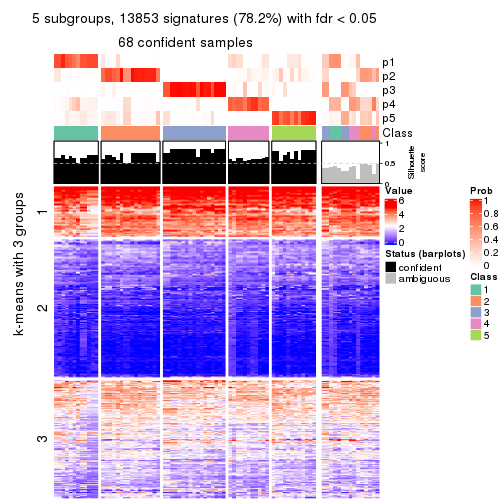 5 subgroups, 13853 signatures (78.2%) with fdr < 0.05
68 confident samples
p1
p2
p3
p4
p5
Class
1
0.5
0
Silhouette
score
k-means with 3 groups
1
2
3
Value
6
4
2
0
Status (barplots)
confident
ambiguous
Prob
1
0.8
0.6
0.4
0.2
0
Class
1
2
3
4
5